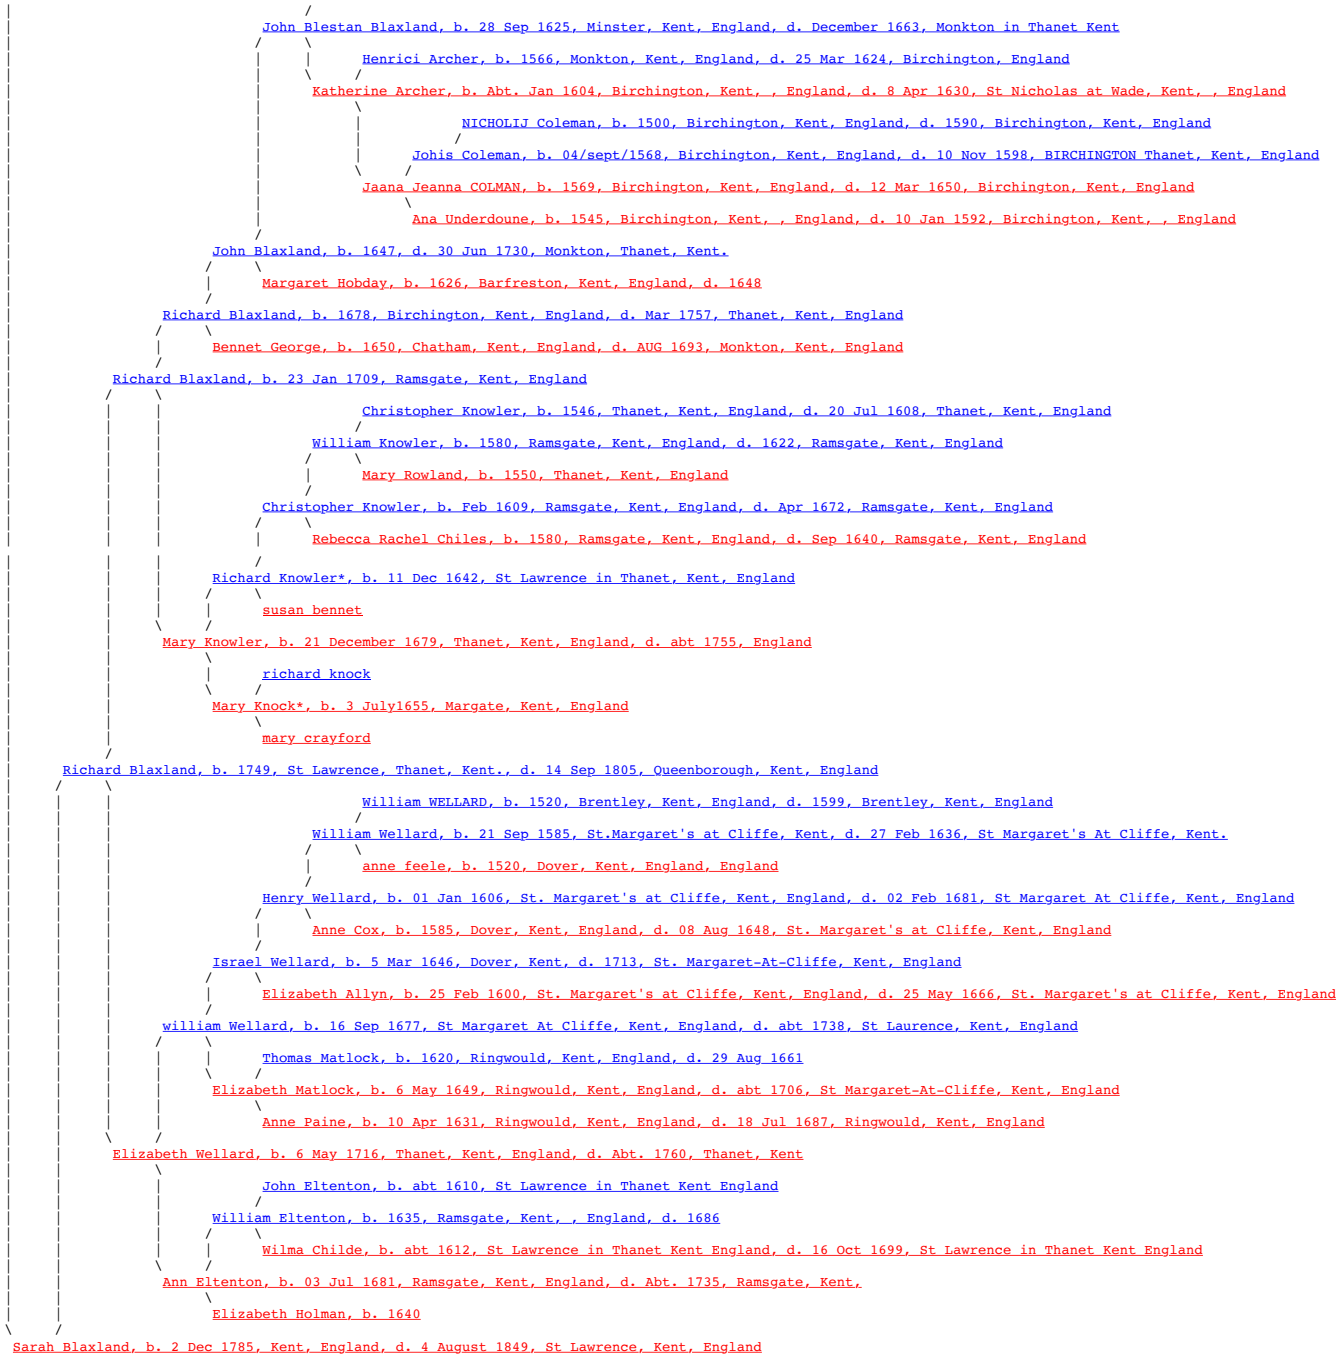 John Blestan Blaxland, b. 28 Sep 1625, Minster, Kent, England, d. December 1663, Monkton in Thanet Kent
Henrici Archer, b. 1566, Monkton, Kent, England, d. 25 Mar 1624, Birchington, England
Katherine Archer, b. Abt. Jan 1604, Birchington, Kent, , England, d. 8 Apr 1630, St Nicholas at Wade, Kent, , England
NICHOLIJ Coleman, b. 1500, Birchington, Kent, England, d. 1590, Birchington, Kent, England
Johis Coleman, b. 04/sept/1568, Birchington, Kent, England, d. 10 Nov 1598, BIRCHINGTON Thanet, Kent, England
Jaana Jeanna COLMAN, b. 1569, Birchington, Kent, England, d. 12 Mar 1650, Birchington, Kent, England
Ana Underdoune, b. 1545, Birchington, Kent, , England, d. 10 Jan 1592, Birchington, Kent, , England
John Blaxland, b. 1647, d. 30 Jun 1730, Monkton, Thanet, Kent.
Margaret Hobday, b. 1626, Barfreston, Kent, England, d. 1648
Richard Blaxland, b. 1678, Birchington, Kent, England, d. Mar 1757, Thanet, Kent, England
Bennet George, b. 1650, Chatham, Kent, England, d. AUG 1693, Monkton, Kent, England
Richard Blaxland, b. 23 Jan 1709, Ramsgate, Kent, England
Christopher Knowler, b. 1546, Thanet, Kent, England, d. 20 Jul 1608, Thanet, Kent, England
William Knowler, b. 1580, Ramsgate, Kent, England, d. 1622, Ramsgate, Kent, England
Mary Rowland, b. 1550, Thanet, Kent, England
Christopher Knowler, b. Feb 1609, Ramsgate, Kent, England, d. Apr 1672, Ramsgate, Kent, England
Rebecca Rachel Chiles, b. 1580, Ramsgate, Kent, England, d. Sep 1640, Ramsgate, Kent, England
Richard Knowler*, b. 11 Dec 1642, St Lawrence in Thanet, Kent, England
susan bennet
Mary Knowler, b. 21 December 1679, Thanet, Kent, England, d. abt 1755, England
richard knock
Mary Knock*, b. 3 July1655, Margate, Kent, England
mary crayford
Richard Blaxland, b. 1749, St Lawrence, Thanet, Kent., d. 14 Sep 1805, Queenborough, Kent, England
William WELLARD, b. 1520, Brentley, Kent, England, d. 1599, Brentley, Kent, England
William Wellard, b. 21 Sep 1585, St.Margaret's at Cliffe, Kent, d. 27 Feb 1636, St Margaret's At Cliffe, Kent.
anne feele, b. 1520, Dover, Kent, England, England
Henry Wellard, b. 01 Jan 1606, St. Margaret's at Cliffe, Kent, England, d. 02 Feb 1681, St Margaret At Cliffe, Kent, England
Anne Cox, b. 1585, Dover, Kent, England, d. 08 Aug 1648, St. Margaret's at Cliffe, Kent, England
Israel Wellard, b. 5 Mar 1646, Dover, Kent, d. 1713, St. Margaret-At-Cliffe, Kent, England
Elizabeth Allyn, b. 25 Feb 1600, St. Margaret's at Cliffe, Kent, England, d. 25 May 1666, St. Margaret's at Cliffe, Kent, England
william Wellard, b. 16 Sep 1677, St Margaret At Cliffe, Kent, England, d. abt 1738, St Laurence, Kent, England
Thomas Matlock, b. 1620, Ringwould, Kent, England, d. 29 Aug 1661
Elizabeth Matlock, b. 6 May 1649, Ringwould, Kent, England, d. abt 1706, St Margaret-At-Cliffe, Kent, England
Anne Paine, b. 10 Apr 1631, Ringwould, Kent, England, d. 18 Jul 1687, Ringwould, Kent, England
Elizabeth Wellard, b. 6 May 1716, Thanet, Kent, England, d. Abt. 1760, Thanet, Kent
John Eltenton, b. abt 1610, St Lawrence in Thanet Kent England
William Eltenton, b. 1635, Ramsgate, Kent, , England, d. 1686
Wilma Childe, b. abt 1612, St Lawrence in Thanet Kent England, d. 16 Oct 1699, St Lawrence in Thanet Kent England
Ann Eltenton, b. 03 Jul 1681, Ramsgate, Kent, England, d. Abt. 1735, Ramsgate, Kent,
Elizabeth Holman, b. 1640
Sarah Blaxland, b. 2 Dec 1785, Kent, England, d. 4 August 1849, St Lawrence, Kent, England